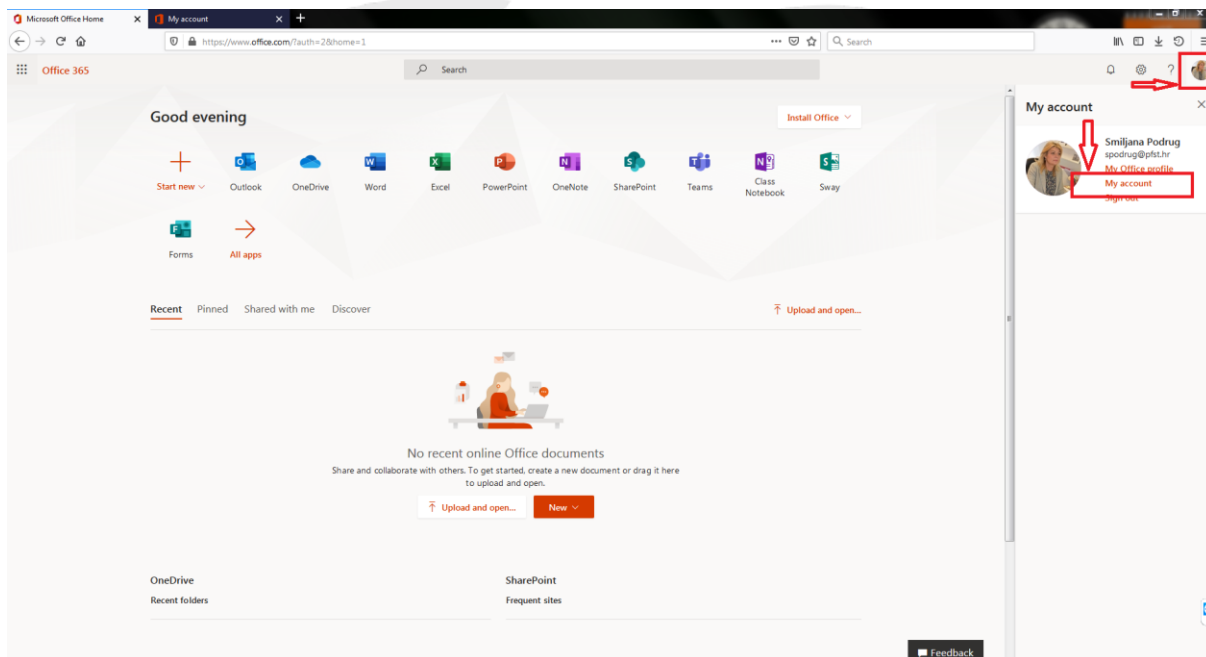 Microsoft Office Home
My account
https://www.office.com/?auth=2&home=1
Search
Office 365
Search
?
Good evening
Install Office
Start new
Outlook
OneDrive
Word
Excel
PowerPoint
OneNote
SharePoint
Teams
Class
Notebook
Sway
Forms
All apps
Recent Pinned Shared with me Discover
Upload and open...
No recent online Office documents
Share and collaborate with others. To get started, create a new document or drag it here
to upload and open.
Upload and open...
New
OneDrive
Recent folders
SharePoint
Frequent sites
My account
Smiljana Podrug
spodrug@pfst.hr
My Office profile
My account
Sign out
Feedback